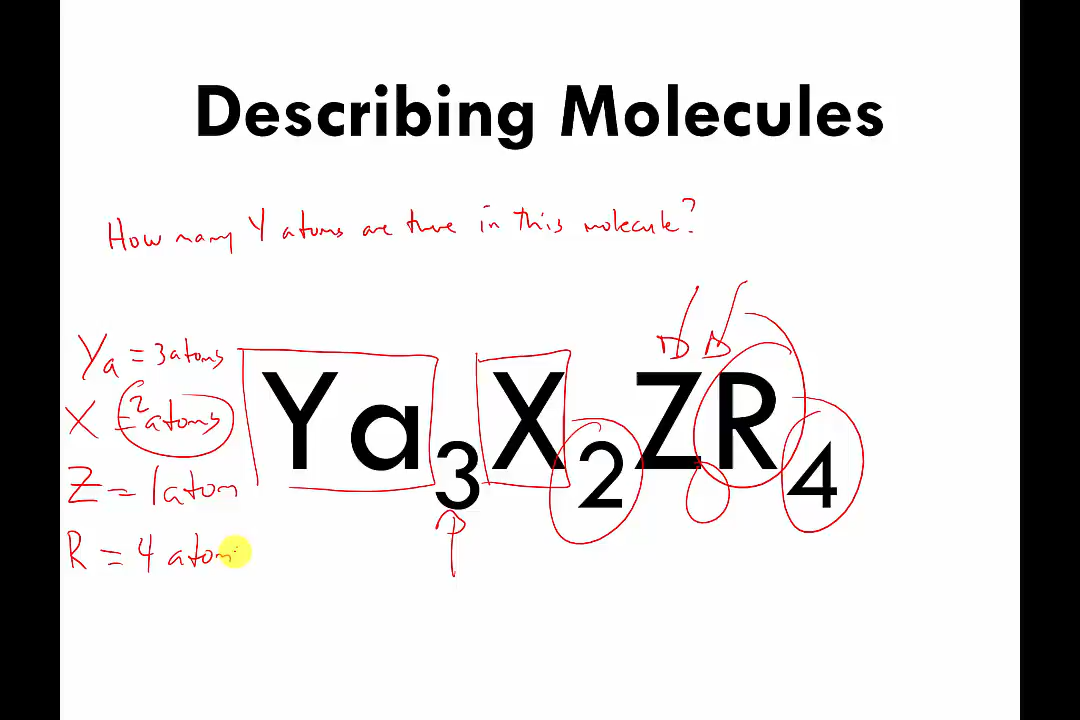 Describing Molecules
How many Y atoms are there in this molecule?
Ya = 3 atoms
X = 2 atoms
Z = 1 atom
R = 4 atom
Ya3X2ZR4